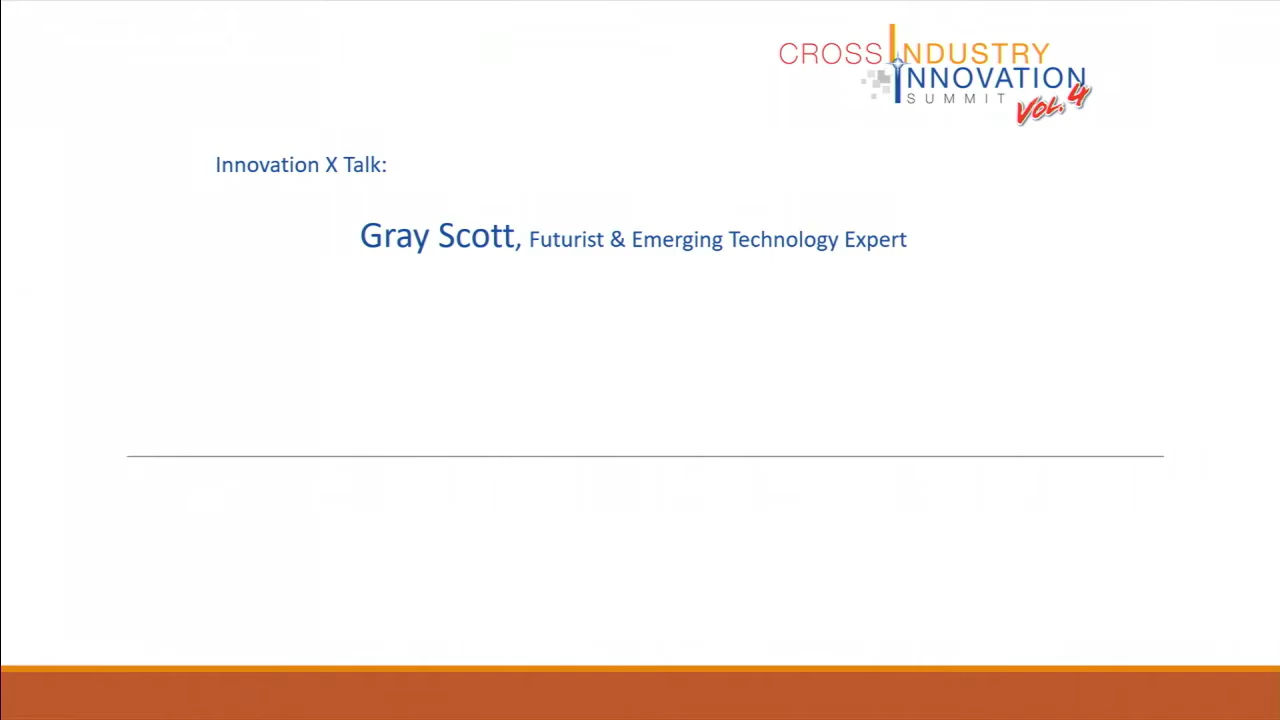 CROSS INDUSTRY
INNOVATION
SUMMIT VOL. 4
Innovation X Talk:
Gray Scott, Futurist & Emerging Technology Expert